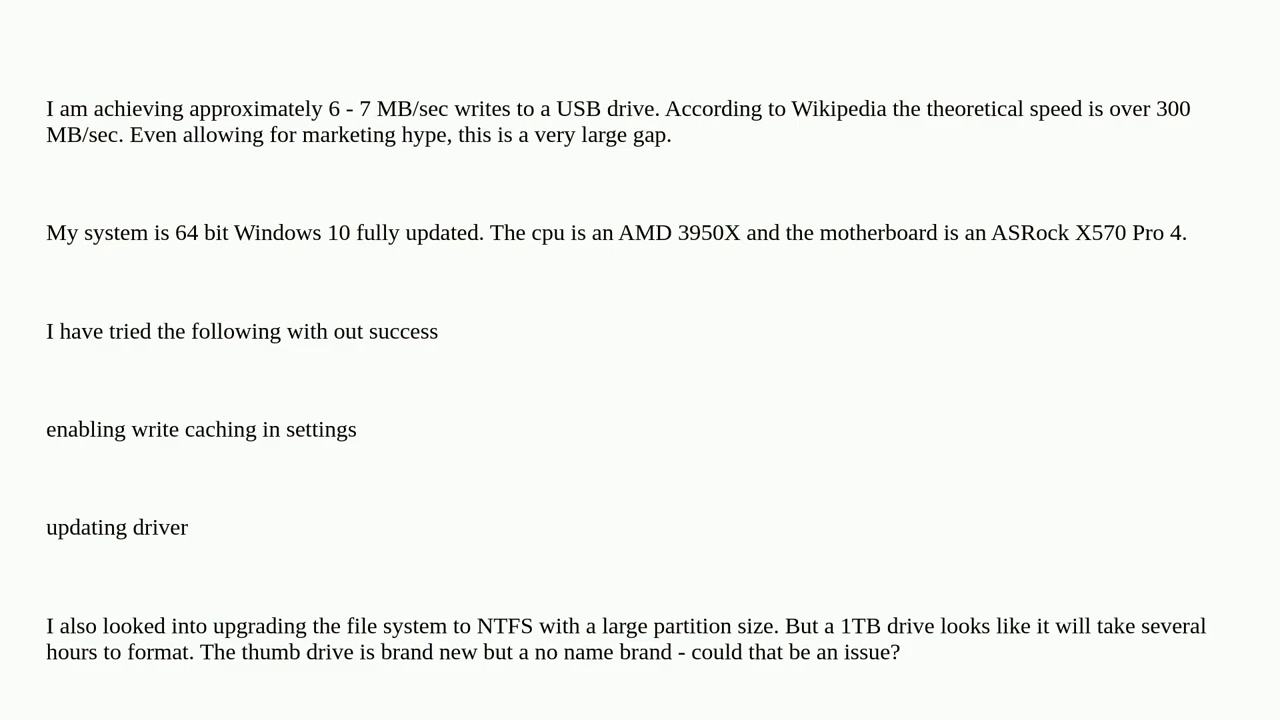 I am achieving approximately 6 - 7 MB/sec writes to a USB drive. According to Wikipedia the theoretical speed is over 300
MB/sec. Even allowing for marketing hype, this is a very large gap.
My system is 64 bit Windows 10 fully updated. The cpu is an AMD 3950X and the motherboard is an ASRock X570 Pro 4.
I have tried the following with out success
enabling write caching in settings
updating driver
I also looked into upgrading the file system to NTFS with a large partition size. But a 1TB drive looks like it will take several
hours to format. The thumb drive is brand new but a no name brand - could that be an issue?